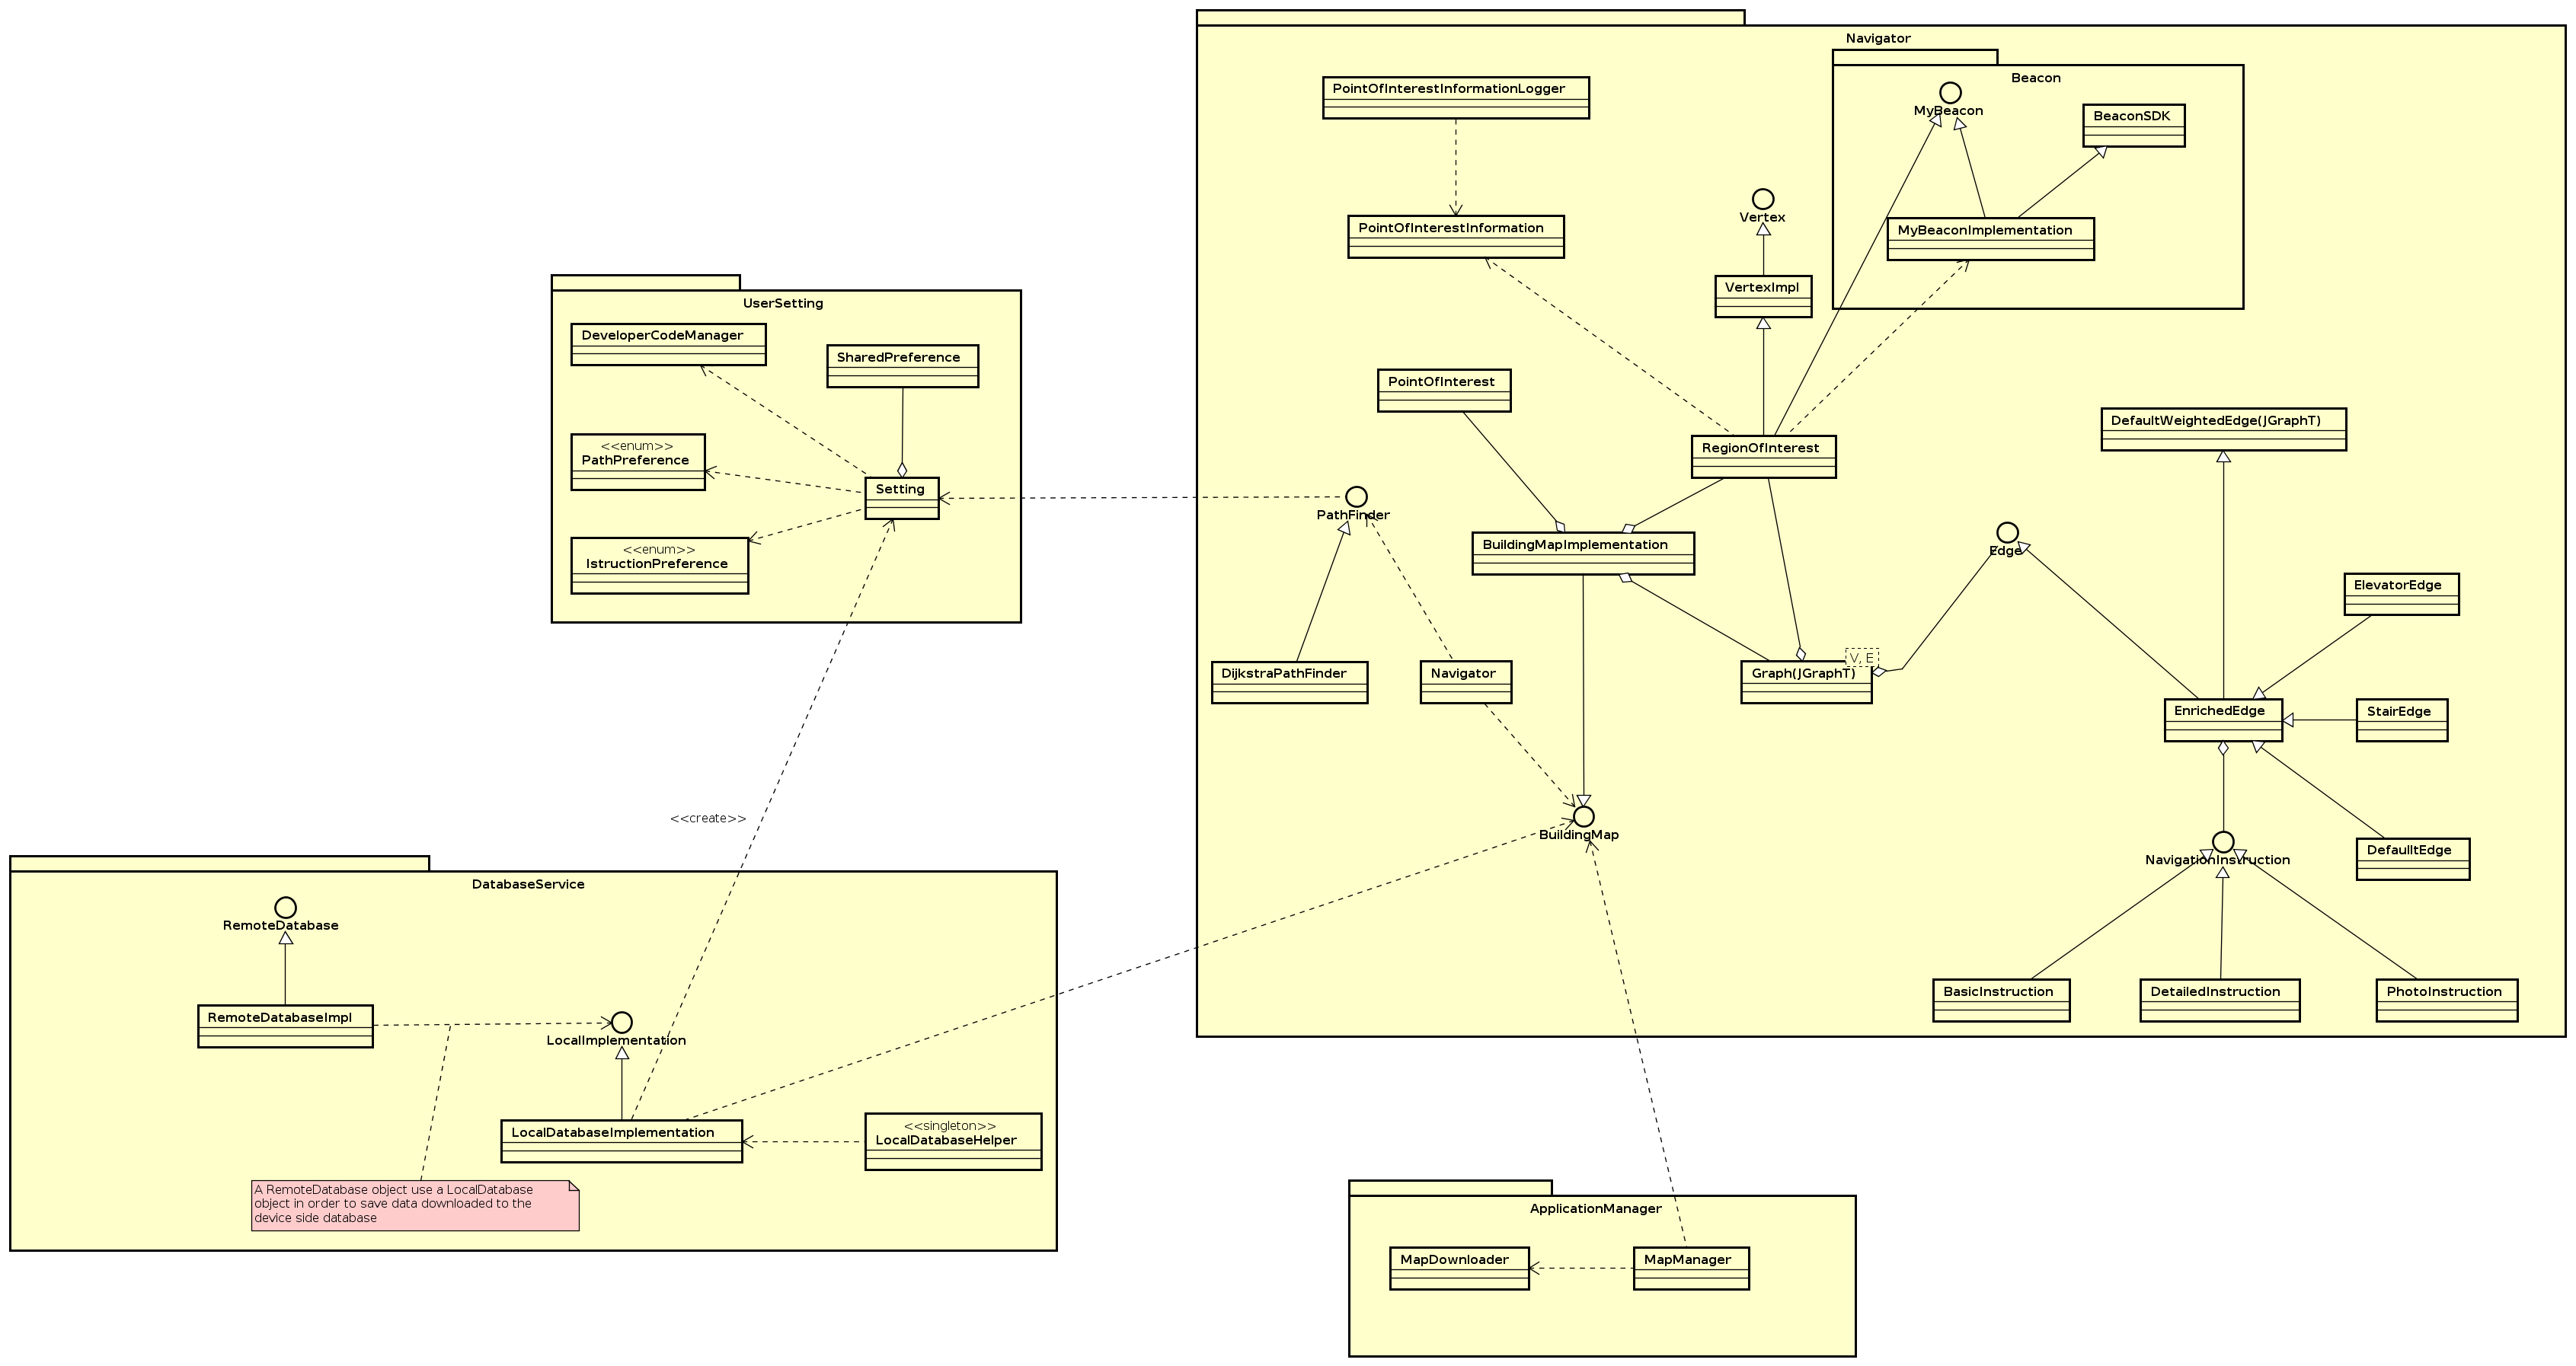 Navigator
Beacon
PointOfInterestInformationLogger
MyBeacon
BeaconSDK
Vertex
PointOfInterestInformation
MyBeaconImplementation
VertexImpl
UserSetting
DeveloperCodeManager
SharedPreference
PointOfInterest
DefaultWeightedEdge(JGraphT)
<<enum>>
PathPreference
RegionOfInterest
Setting
PathFinder
<<enum>>
IstructionPreference
BuildingMapImplementation
Edge
ElevatorEdge
V, E
DijkstraPathFinder
Navigator
Graph(JGraphT)
EnrichedEdge
StairEdge
<<create>>
BuildingMap
NavigationInstruction
DefaulltEdge
DatabaseService
RemoteDatabase
BasicInstruction
DetailedInstruction
PhotoInstruction
RemoteDatabaseImpl
LocalImplementation
LocalDatabaseImplementation
<<singleton>>
LocalDatabaseHelper
A RemoteDatabase object use a LocalDatabase
object in order to save data downloaded to the
device side database
ApplicationManager
MapDownloader
MapManager